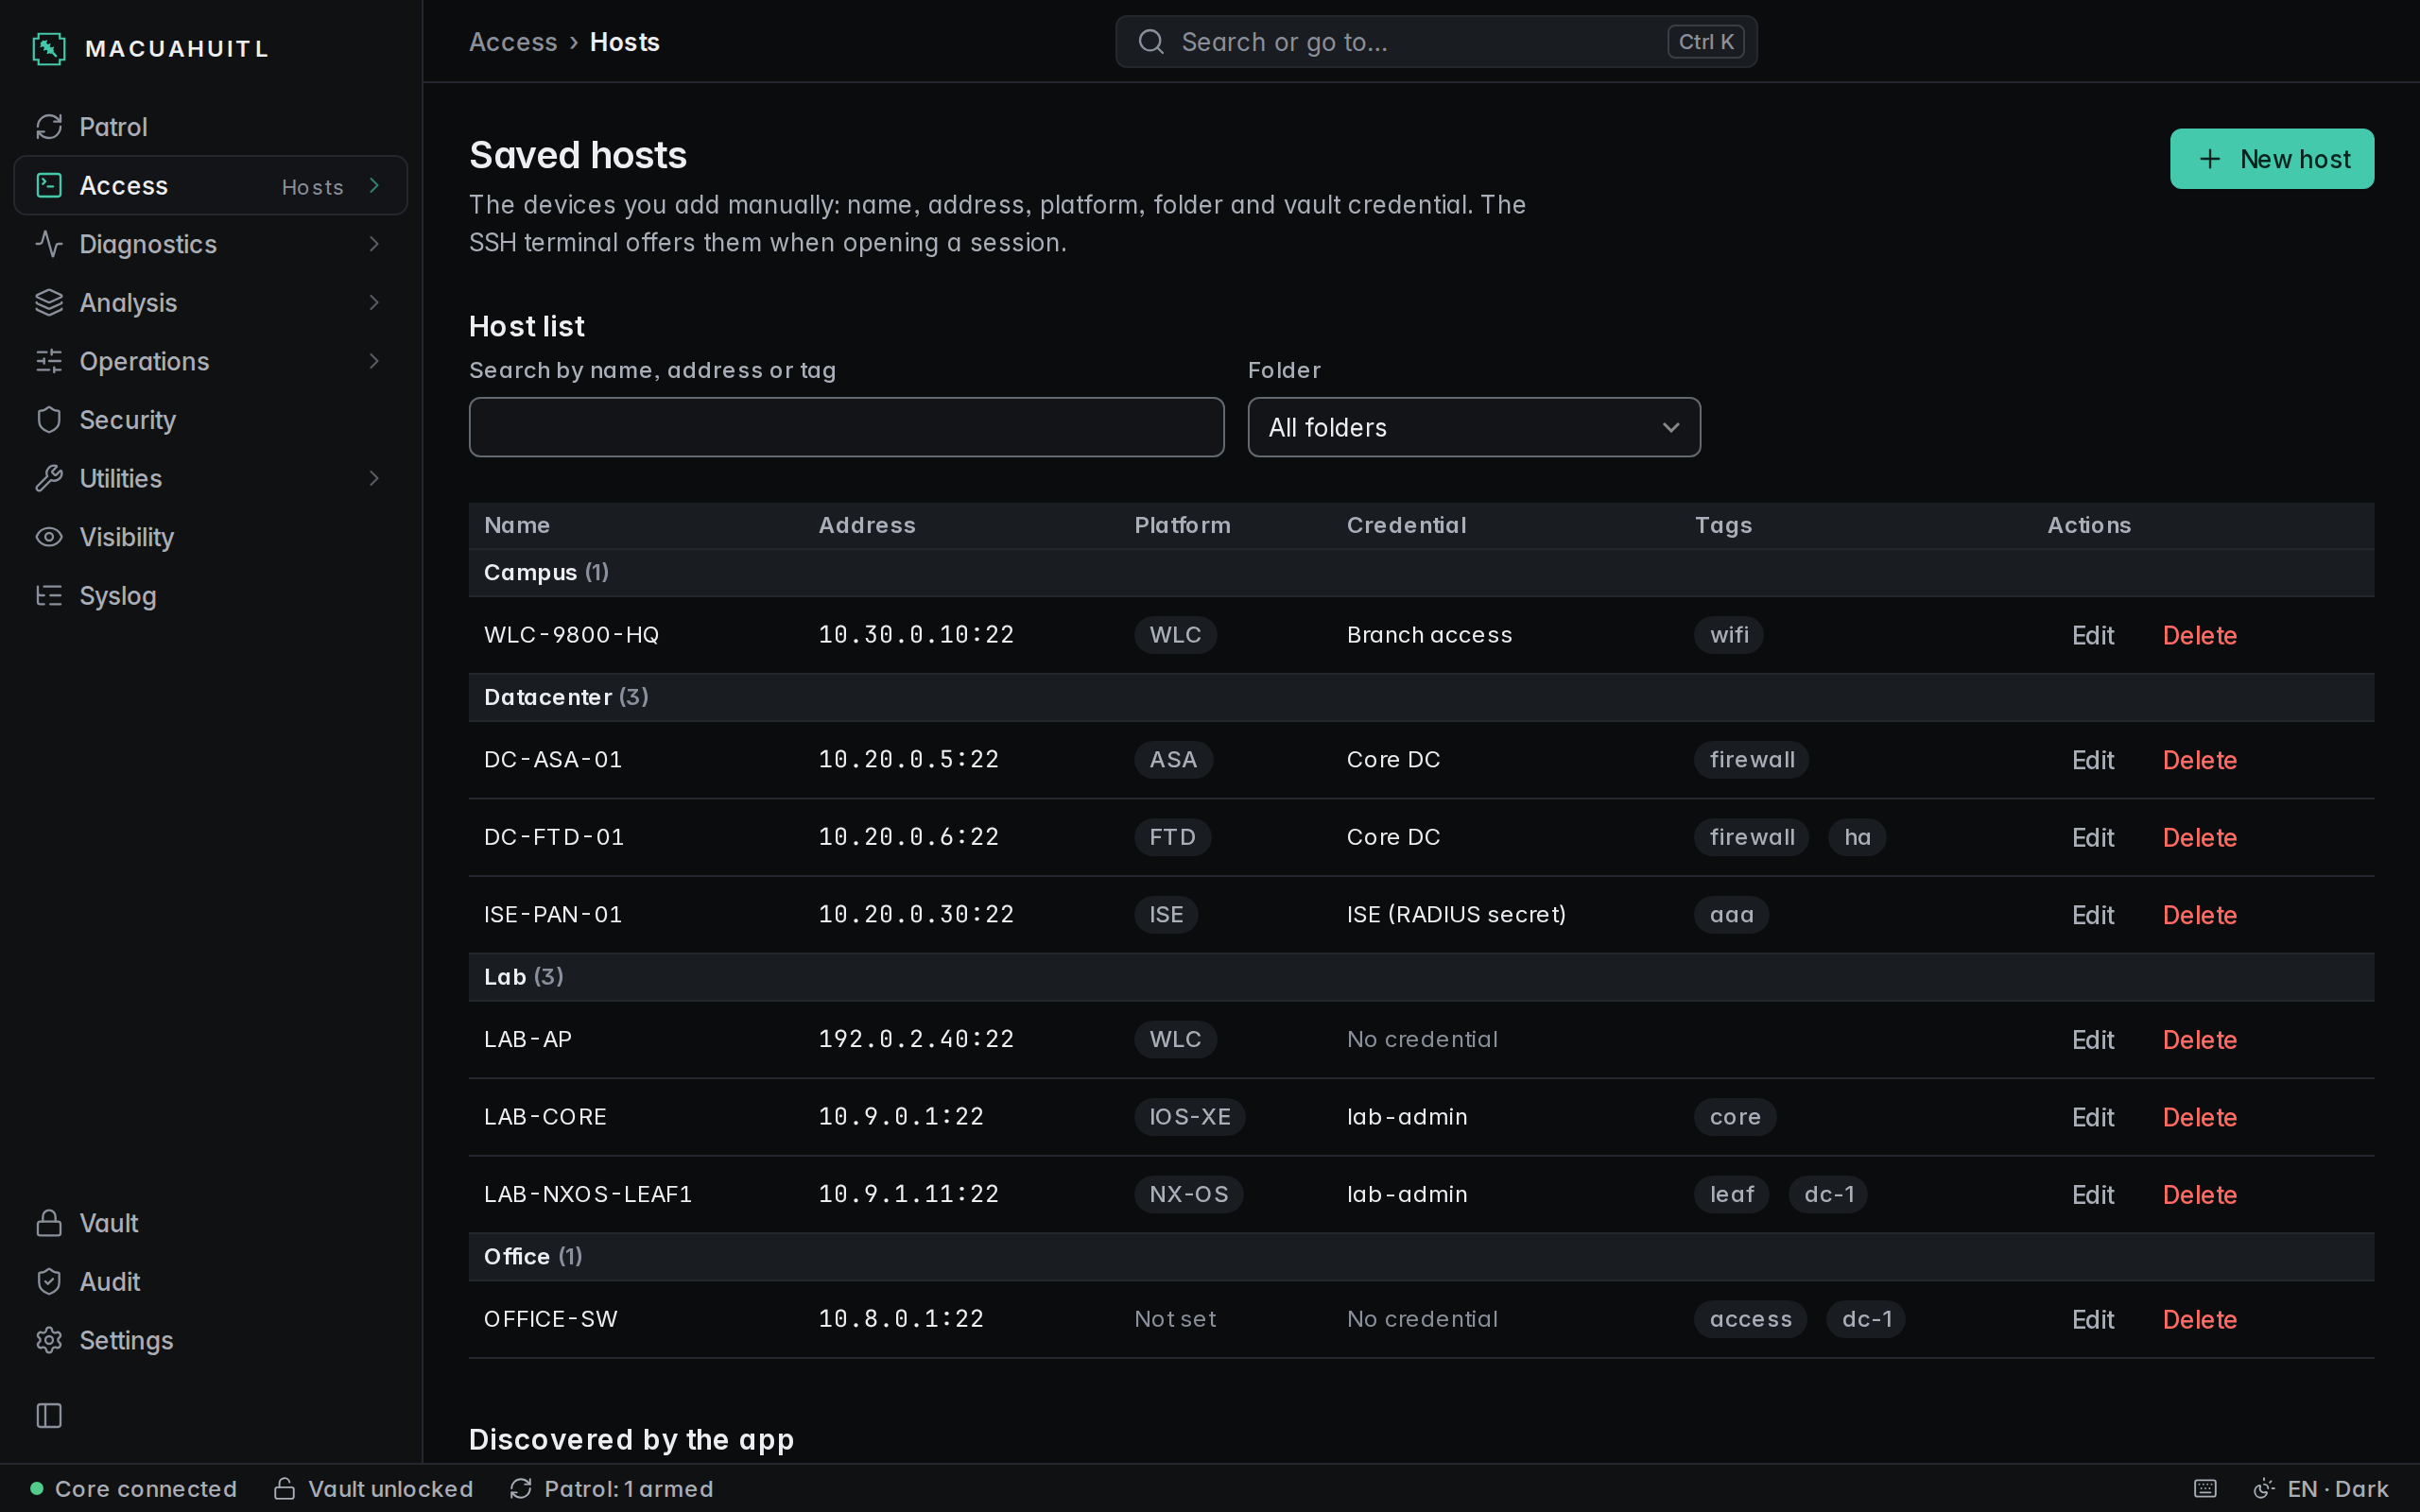 MACUAHUITL
Access › Hosts
Search or go to...
Ctrl K
Patrol
Access
Hosts
Diagnostics
Analysis
Operations
Security
Utilities
Visibility
Syslog
Vault
Audit
Settings
Saved hosts
New host
The devices you add manually: name, address, platform, folder and vault credential. The
SSH terminal offers them when opening a session.
Host list
Search by name, address or tag
Folder
All folders
Name Address Platform Credential Tags Actions
Campus (1)
WLC-9800-HQ 10.30.0.10:22 WLC Branch access wifi Edit Delete
Datacenter (3)
DC-ASA-01 10.20.0.5:22 ASA Core DC firewall Edit Delete
DC-FTD-01 10.20.0.6:22 FTD Core DC firewall ha Edit Delete
ISE-PAN-01 10.20.0.30:22 ISE ISE (RADIUS secret) aaa Edit Delete
Lab (3)
LAB-AP 192.0.2.40:22 WLC No credential Edit Delete
LAB-CORE 10.9.0.1:22 IOS-XE lab-admin core Edit Delete
LAB-NXOS-LEAF1 10.9.1.11:22 NX-OS lab-admin leaf dc-1 Edit Delete
Office (1)
OFFICE-SW 10.8.0.1:22 Not set No credential access dc-1 Edit Delete
Discovered by the app
Core connected Vault unlocked Patrol: 1 armed EN · Dark